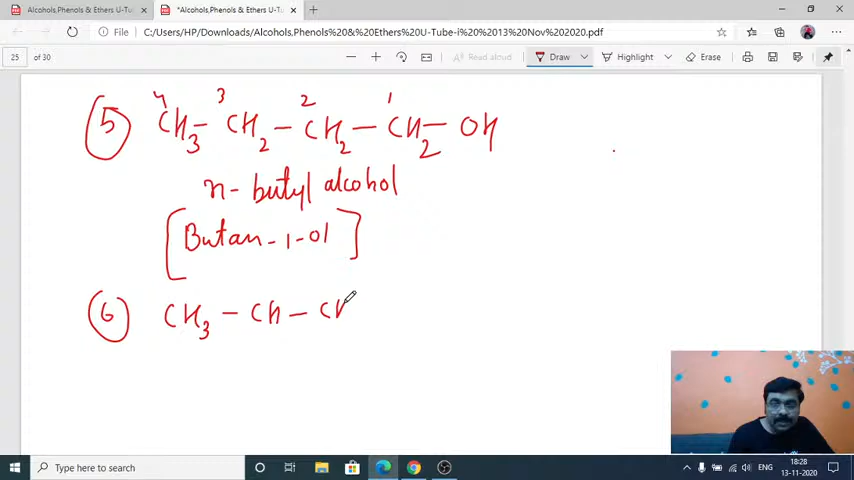 Alcohols,Phenols & Ethers U-Tub
*Alcohols,Phenols & Ethers U-Tub
File
C:/Users/HP/Downloads/Alcohols,Phenols%20&%20Ethers%20U-Tube-i%20%2013%20Nov%202020.pdf
25 of 30
Read aloud
Draw
Highlight
Erase
4 3 2 1
5 CH3- CH2 - CH2 - CH2 - OH
n- butyl alcohol
[Butan-1-ol]
6 CH3 - CH - CH
Type here to search
ENG
18:28
13-11-2020